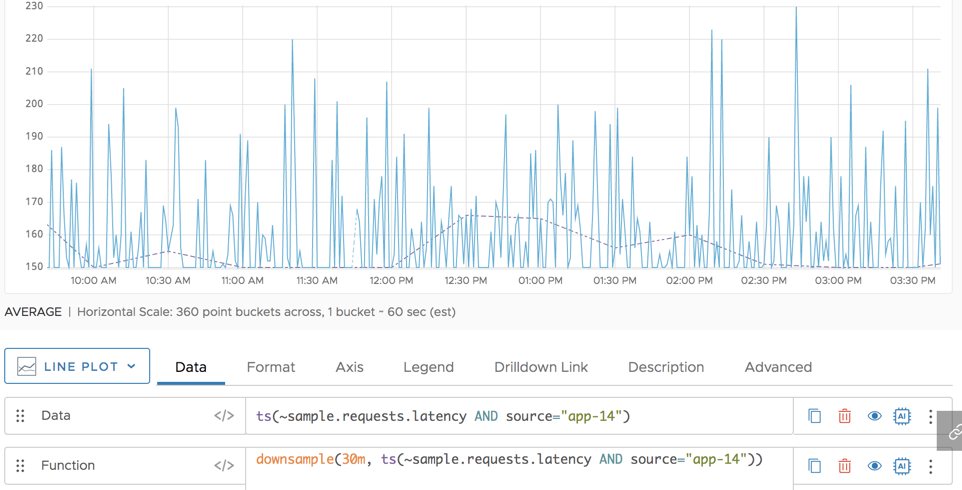 230
220
210
200
190
180
170
160
150
10:00 AM 10:30 AM 11:00 AM 11:30 AM 12:00 PM 12:30 PM 01:00 PM 01:30 PM 02:00 PM 02:30 PM 03:00 PM 03:30 PM
AVERAGE | Horizontal Scale: 360 point buckets across, 1 bucket - 60 sec (est)
LINE PLOT Data Format Axis Legend Drilldown Link Description Advanced
Data </> ts(~sample.requests.latency AND source="app-14") AI
Function </> downsample(30m, ts(~sample.requests.latency AND source="app-14")) AI